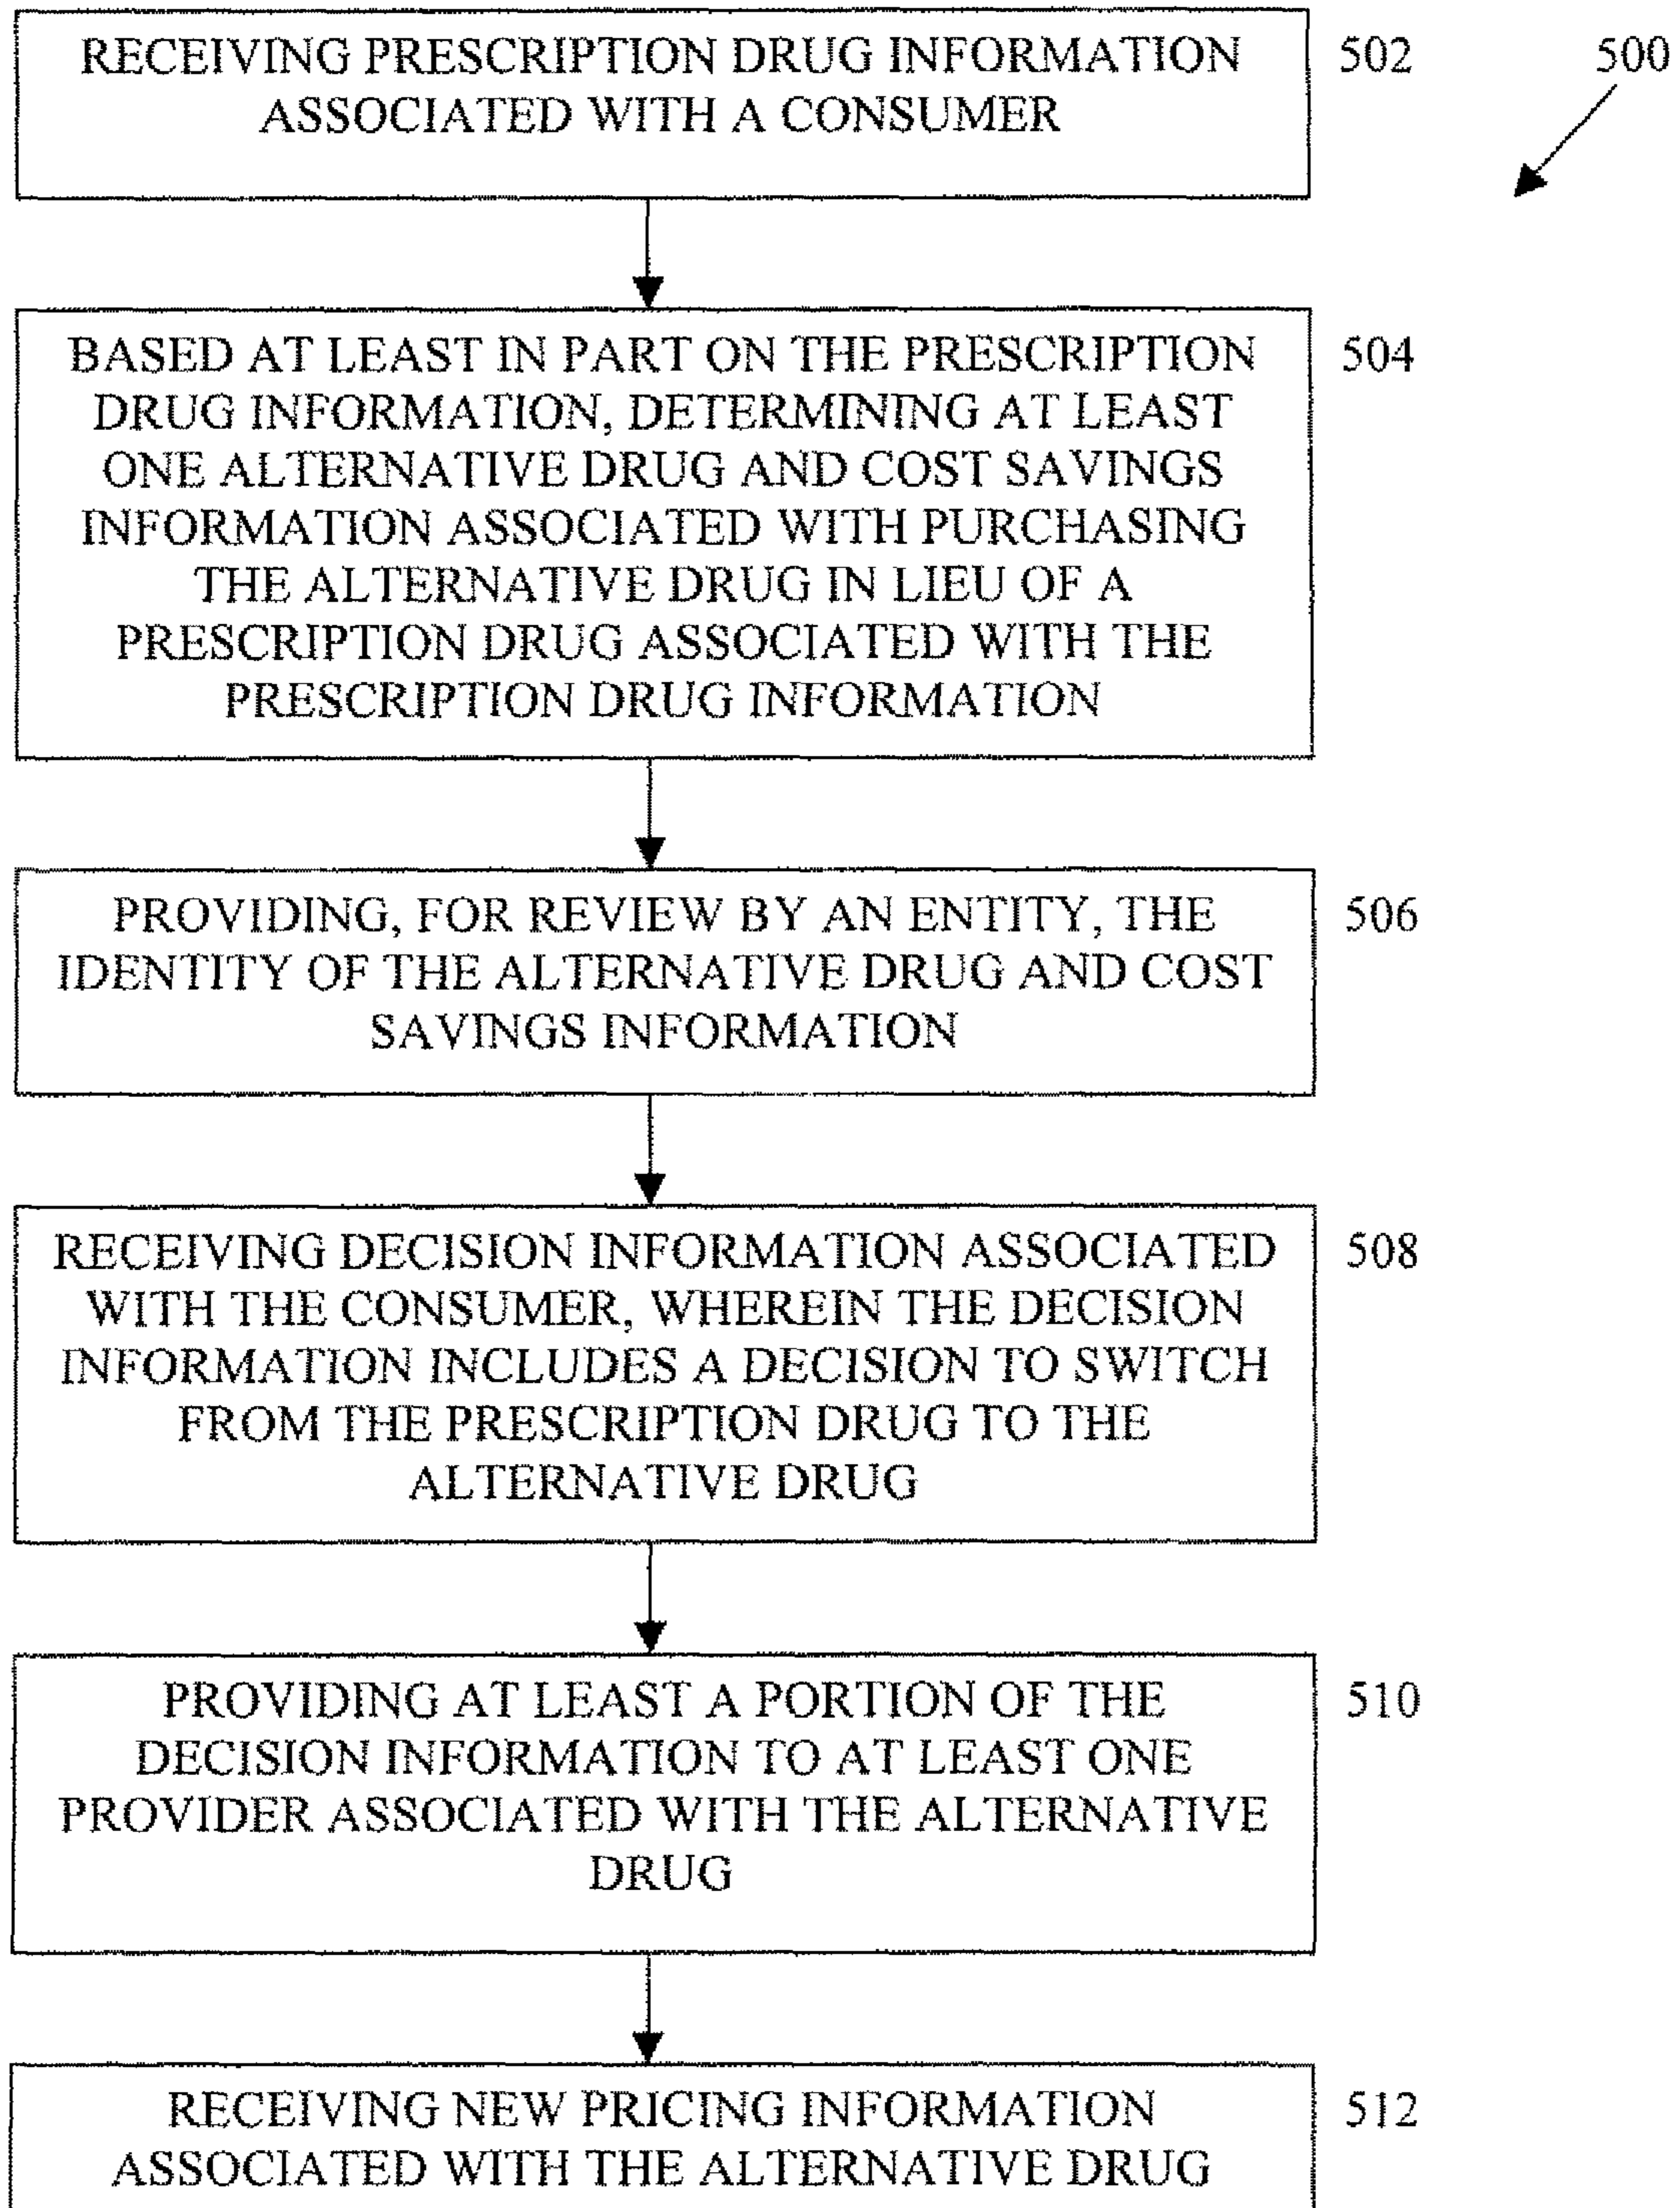 RECEIVING PRESCRIPTION DRUG INFORMATION
ASSOCIATED WITH A CONSUMER
502
500
BASED AT LEAST IN PART ON THE PRESCRIPTION
DRUG INFORMATION, DETERMINING AT LEAST
ONE ALTERNATIVE DRUG AND COST SAVINGS
INFORMATION ASSOCIATED WITH PURCHASING
THE ALTERNATIVE DRUG IN LIEU OF A
PRESCRIPTION DRUG ASSOCIATED WITH THE
PRESCRIPTION DRUG INFORMATION
504
PROVIDING, FOR REVIEW BY AN ENTITY, THE
IDENTITY OF THE ALTERNATIVE DRUG AND COST
SAVINGS INFORMATION
506
RECEIVING DECISION INFORMATION ASSOCIATED
WITH THE CONSUMER, WHEREIN THE DECISION
INFORMATION INCLUDES A DECISION TO SWITCH
FROM THE PRESCRIPTION DRUG TO THE
ALTERNATIVE DRUG
508
PROVIDING AT LEAST A PORTION OF THE
DECISION INFORMATION TO AT LEAST ONE
PROVIDER ASSOCIATED WITH THE ALTERNATIVE
DRUG
510
RECEIVING NEW PRICING INFORMATION
ASSOCIATED WITH THE ALTERNATIVE DRUG
512